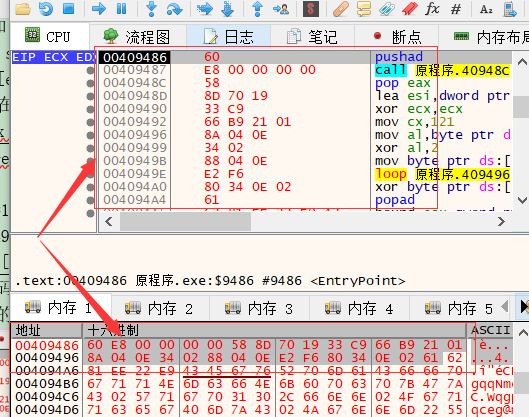 CPU 流程图 日志 笔记 断点 内存布局
EIP ECX ED
00409486 60 pushad
00409487 E8 00 00 00 00 call 原程序.40948C
0040948C 58 pop eax
0040948D 8D 70 19 lea esi,dword ptr
00409490 33 C9 xor ecx,ecx
00409492 66 B9 21 01 mov cx,121
00409496 8A 04 0E mov al,byte ptr d
00409499 34 02 xor al,2
0040949B 88 04 0E mov byte ptr ds:[
0040949E E2 F6 loop 原程序.409496
004094A0 80 34 0E 02 xor byte ptr ds:[
004094A4 61 popad
.text:00409486 原程序.exe:$9486 #9486 <EntryPoint>
内存 1 内存 2 内存 3 内存 4 内存 5
地址 十六进制 ASCII
00409486 60 E8 00 00 00 00 58 8D 70 19 33 C9 66 B9 21 01 `è....
00409496 8A 04 0E 34 02 88 04 0E E2 F6 80 34 0E 02 61 62 ...4.
004094A6 81 EE 22 E9 43 45 67 76 52 70 6D 61 43 66 66 70 .î"éCE
004094B6 67 71 71 4E 6D 63 66 4E 6B 60 70 63 70 7B 47 7A gqqNmc
004094C6 43 02 57 71 67 70 31 30 2C 66 6E 6E 02 4F 67 71 C.Wqgp
004094D6 71 63 65 67 40 6D 7A 43